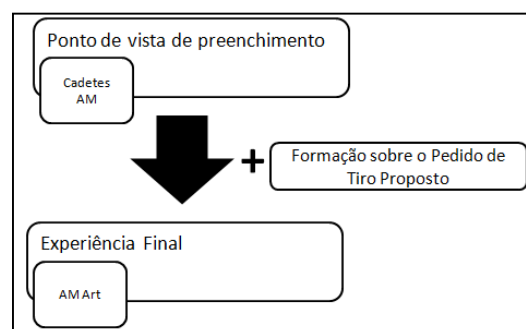 Ponto de vista de preenchimento
Cadetes
AM
+
Formação sobre o Pedido de
Tiro Proposto
Experiência Final
AM Art